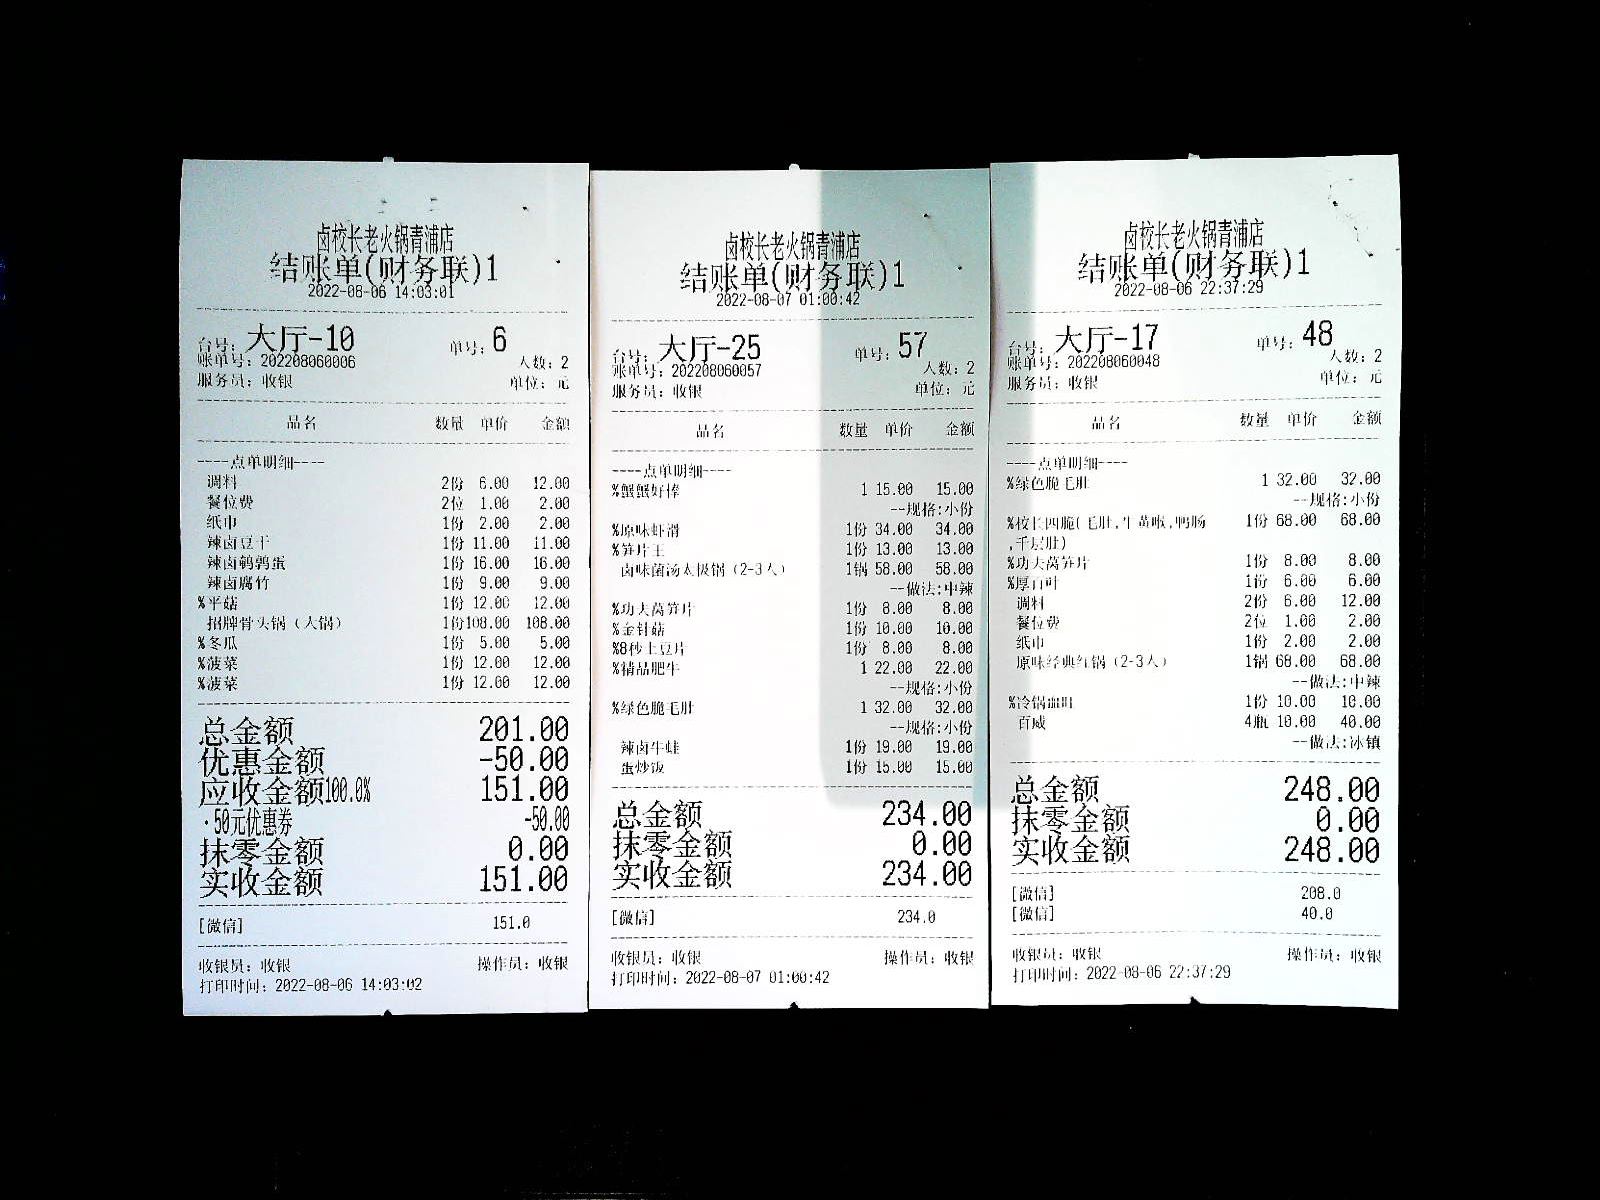 卤校长老火锅青浦店
结账单(财务联)1
2022-08-06 14:03:01
台号: 大厅-10 单号: 6
账单号: 202208060006 人数: 2
服务员: 收银 单位: 元
品名 数量 单价 金额
----点单明细----
调料 2份 6.00 12.00
餐位费 2位 1.00 2.00
纸巾 1份 2.00 2.00
辣卤豆干 1份 11.00 11.00
辣卤鹌鹑蛋 1份 16.00 16.00
辣卤腐竹 1份 9.00 9.00
%平菇 1份 12.00 12.00
招牌骨头锅（大锅） 1份108.00 108.00
%冬瓜 1份 5.00 5.00
%菠菜 1份 12.00 12.00
%菠菜 1份 12.00 12.00
总金额 201.00
优惠金额 -50.00
应收金额100.0% 151.00
·50元优惠券 -50.00
抹零金额 0.00
实收金额 151.00
[微信] 151.0
收银员: 收银 操作员: 收银
打印时间: 2022-08-06 14:03:02
卤校长老火锅青浦店
结账单(财务联)1
2022-08-07 01:00:42
台号: 大厅-25 单号: 57
账单号: 202208060057 人数: 2
服务员: 收银 单位: 元
品名 数量 单价 金额
----点单明细----
%蟹蟹好棒 1 15.00 15.00
--规格:小份
%原味虾滑 1份 34.00 34.00
%笋片王 1份 13.00 13.00
卤味菌汤太极锅（2-3人） 1锅 58.00 58.00
--做法:中辣
%功夫莴笋片 1份 8.00 8.00
%金针菇 1份 10.00 10.00
%8秒土豆片 1份 8.00 8.00
%精品肥牛 1 22.00 22.00
--规格:小份
%绿色脆毛肚 1 32.00 32.00
--规格:小份
辣卤牛蛙 1份 19.00 19.00
蛋炒饭 1份 15.00 15.00
总金额 234.00
抹零金额 0.00
实收金额 234.00
[微信] 234.0
收银员: 收银 操作员: 收银
打印时间: 2022-08-07 01:00:42
卤校长老火锅青浦店
结账单(财务联)1
2022-08-06 22:37:29
台号: 大厅-17 单号: 48
账单号: 202208060048 人数: 2
服务员: 收银 单位: 元
品名 数量 单价 金额
----点单明细----
%绿色脆毛肚 1 32.00 32.00
--规格:小份
%校长四脆(毛肚,牛黄喉,鸭肠 1份 68.00 68.00
,千层肚)
%功夫莴笋片 1份 8.00 8.00
%厚百叶 1份 6.00 6.00
调料 2份 6.00 12.00
餐位费 2位 1.00 2.00
纸巾 1份 2.00 2.00
原味经典红锅（2-3人） 1锅 68.00 68.00
--做法:中辣
%冷锅血旺 1份 10.00 10.00
百威 4瓶 10.00 40.00
--做法:冰镇
总金额 248.00
抹零金额 0.00
实收金额 248.00
[微信] 208.0
[微信] 40.0
收银员: 收银 操作员: 收银
打印时间: 2022-08-06 22:37:29